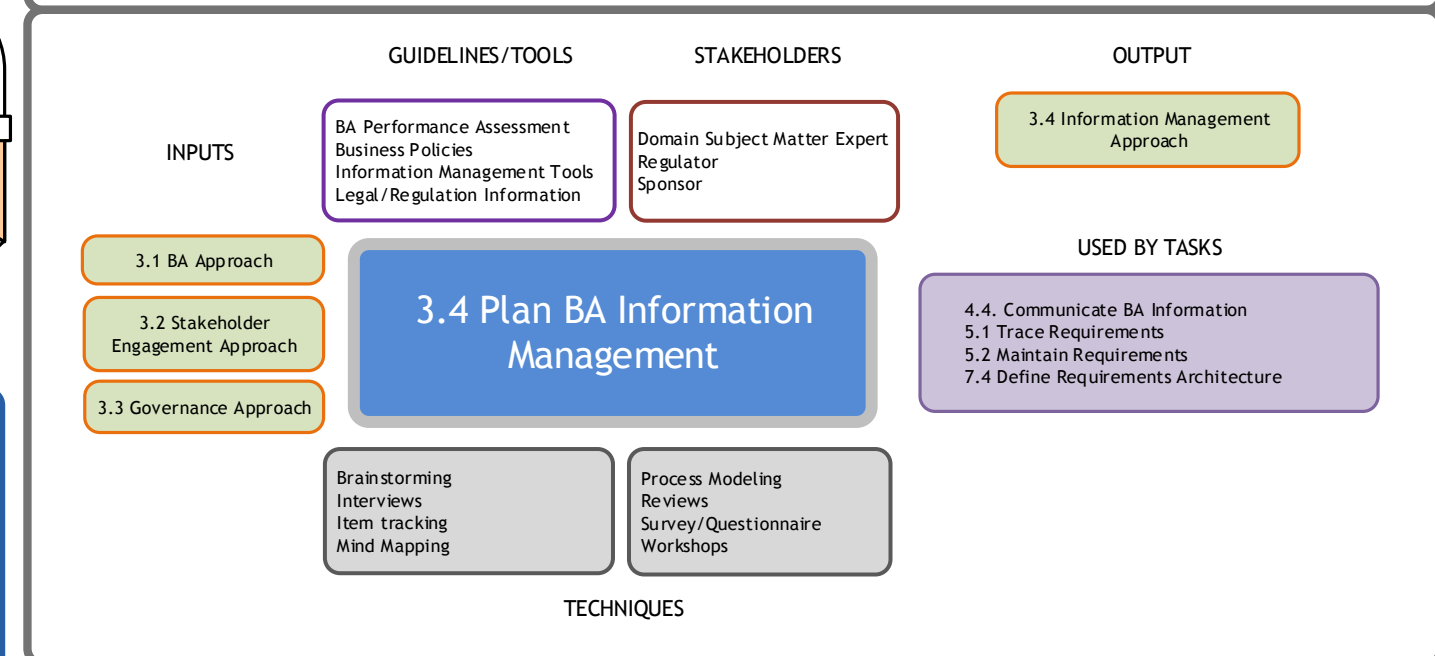 GUIDELINES/TOOLS
STAKEHOLDERS
OUTPUT
INPUTS
BA Performance Assessment
Business Policies
Information Management Tools
Legal/Regulation Information
Domain Subject Matter Expert
Regulator
Sponsor
3.4 Information Management
Approach
3.1 BA Approach
3.2 Stakeholder
Engagement Approach
3.3 Governance Approach
3.4 Plan BA Information
Management
USED BY TASKS
4.4. Communicate BA Information
5.1 Trace Requirements
5.2 Maintain Requirements
7.4 Define Requirements Architecture
Brainstorming
Interviews
Item tracking
Mind Mapping
Process Modeling
Reviews
Survey/Questionnaire
Workshops
TECHNIQUES